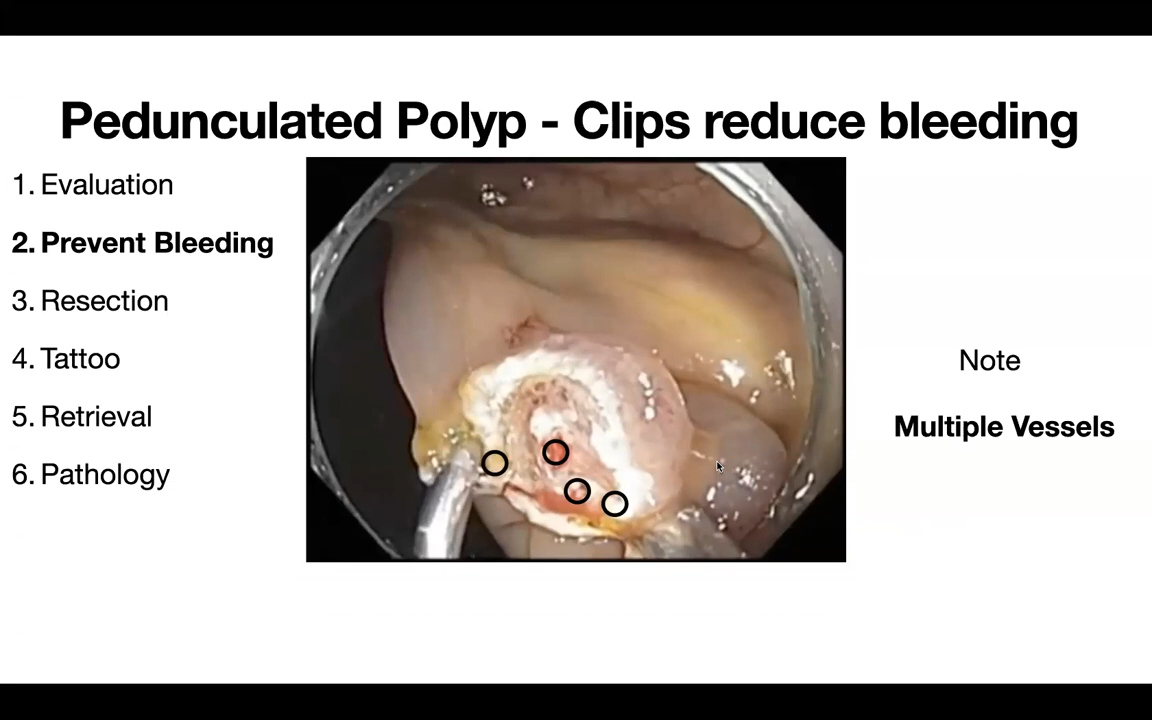 Pedunculated Polyp - Clips reduce bleeding
1. Evaluation
2. Prevent Bleeding
3. Resection
4. Tattoo
5. Retrieval
6. Pathology
Note
Multiple Vessels